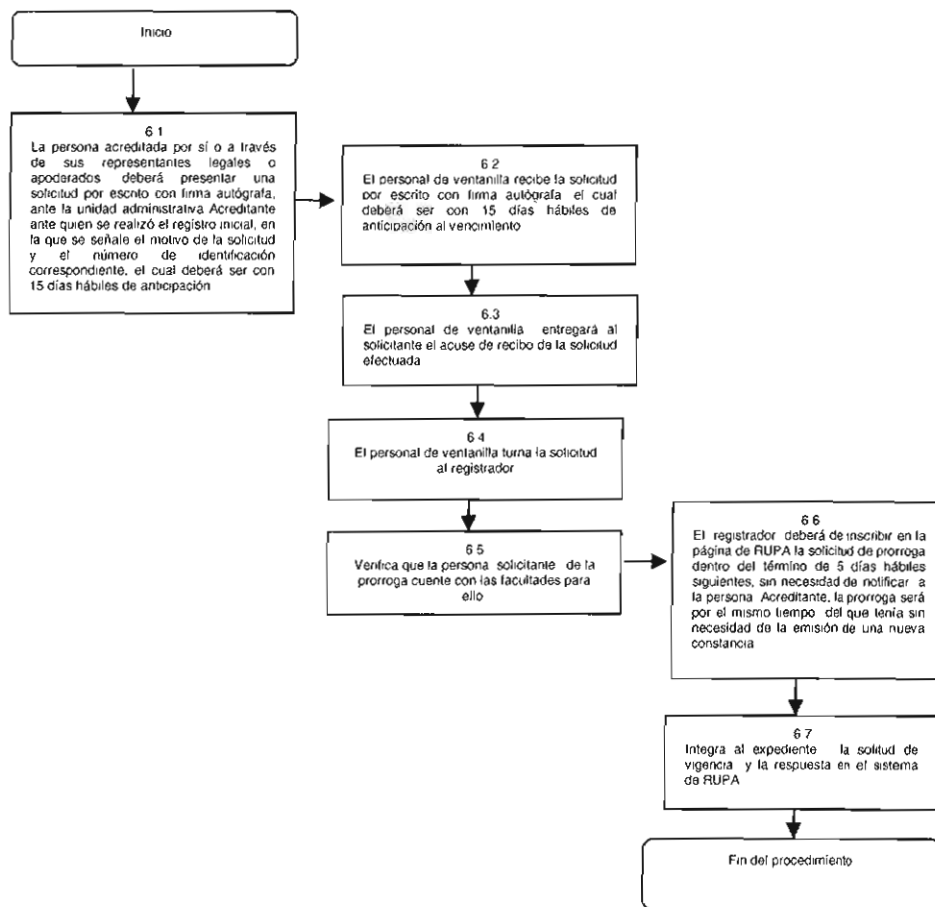 Inicio
6 1
La persona acreditada por sí o a través
de sus representantes legales o
apoderados deberá presentar una
solicitud por escrito con firma autógrafa,
ante la unidad administrativa Acreditante
ante quien se realizó el registro inicial, en
la que se señale el motivo de la solicitud
y el número de identificación
correspondiente, el cual deberá ser con
15 días hábiles de anticipación
6 2
El personal de ventanilla recibe la solicitud
por escrito con firma autógrafa el cual
deberá ser con 15 días hábiles de
anticipación al vencimiento
6.3
El personal de ventanilla entregará al
solicitante el acuse de recibo de la solicitud
efectuada
6 4
El personal de ventanilla turna la solicitud
al registrador
6 5
Verifica que la persona solicitante de la
prorroga cuente con las facultades para
ello
6 6
El registrador deberá de inscribir en la
página de RUPA la solicitud de prorroga
dentro del término de 5 días hábiles
siguientes, sin necesidad de notificar a
la persona Acreditante, la prorroga será
por el mismo tiempo del que tenía sin
necesidad de la emisión de una nueva
constancia
6 7
Integra al expediente la solitud de
vigencia y la respuesta en el sistema
de RUPA
Fin del procedimiento